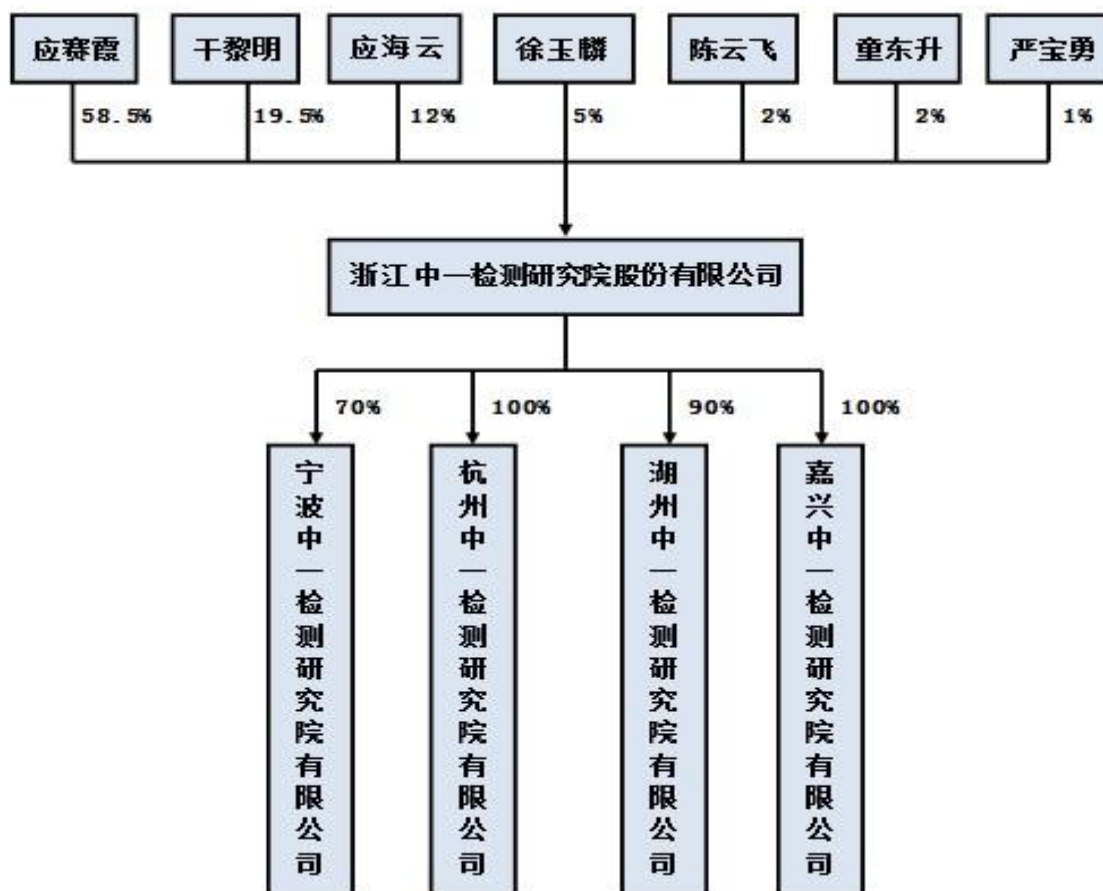 应赛霞
干黎明
应海云
徐玉麟
陈云飞
童东升
严宝勇
58.5%
19.5%
12%
5%
2%
2%
1%
浙江中一检测研究院股份有限公司
70%
100%
90%
100%
宁波中一检测研究院有限公司
杭州中一检测研究院有限公司
湖州中一检测研究院有限公司
嘉兴中一检测研究院有限公司